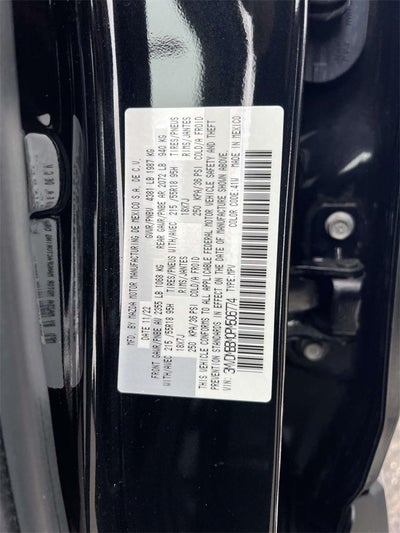 MFD. BY MAZDA MOTOR MANUFACTURING DE MEXICO S.A. DE C.V.
DATE 11/22 GVWR/PNBV 4381 LB 1987 KG
FRONT GAWR/PNBE AV 2355 LB 1068 KG REAR GAWR/PNBE AR 2072 LB 940 KG
WITH/AVEC 215/55R18 95H TIRES/PNEUS WITH/AVEC 215/55R18 95H TIRES/PNEUS
18X7J RIMS/JANTES 18X7J RIMS/JANTES
250 KPA/36 PSI COLD/A FROID 250 KPA/36 PSI COLD/A FROID
THIS VEHICLE CONFORMS TO ALL APPLICABLE FEDERAL MOTOR VEHICLE SAFETY AND THEFT
PREVENTION STANDARDS IN EFFECT ON THE DATE OF MANUFACTURE SHOWN ABOVE.
VIN: 3MVDMBBM0PM506774 TYPE:MPV COLOR CODE:41W MADE IN MEXICO